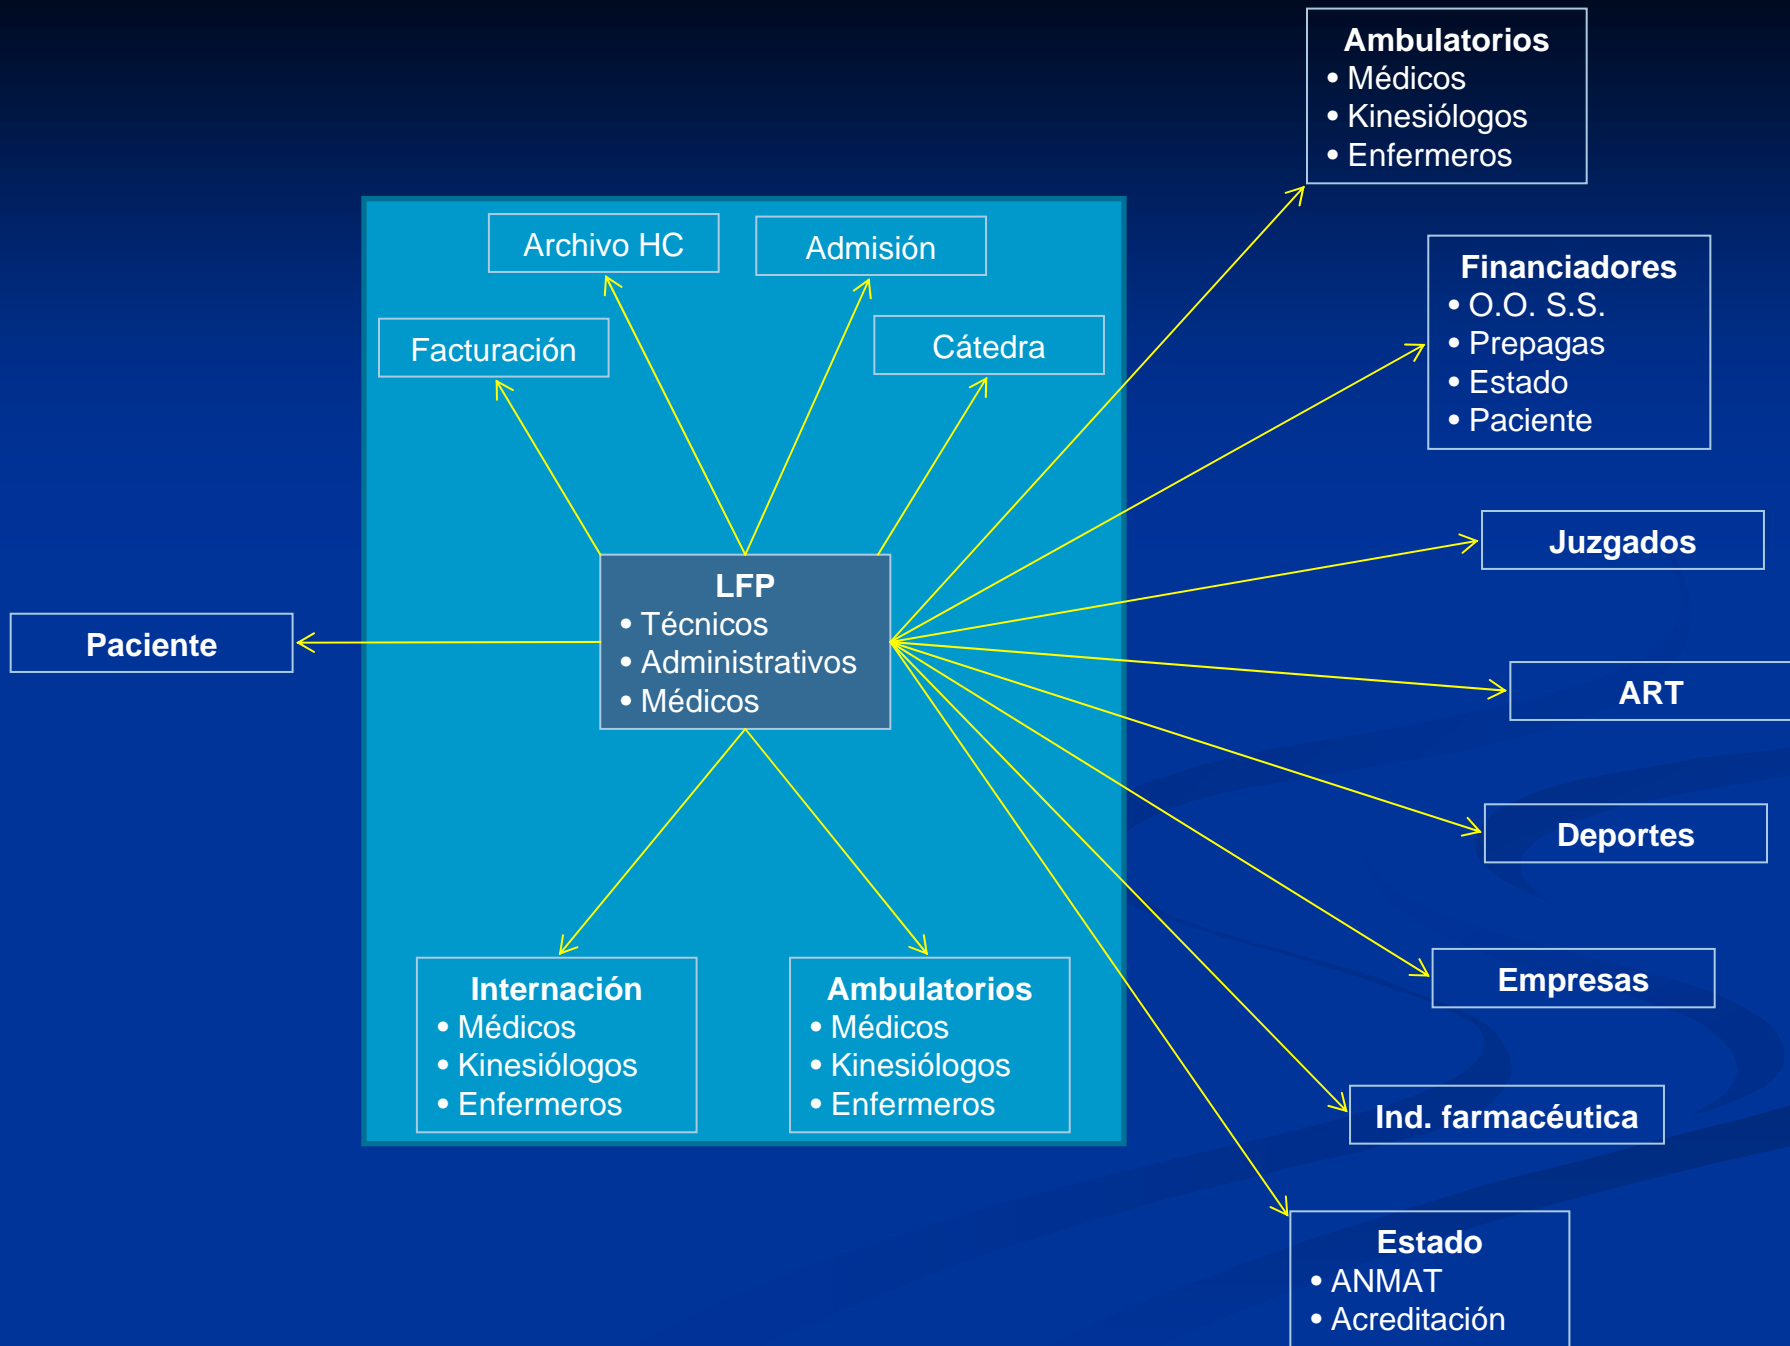 Ambulatorios
• Médicos
• Kinesiólogos
• Enfermeros
Archivo HC
Admisión
Facturación
Cátedra
Financiadores
• O.O. S.S.
• Prepagas
• Estado
• Paciente
Juzgados
LFP
• Técnicos
• Administrativos
• Médicos
Paciente
ART
Deportes
Internación
• Médicos
• Kinesiólogos
• Enfermeros
Ambulatorios
• Médicos
• Kinesiólogos
• Enfermeros
Empresas
Ind. farmacéutica
Estado
• ANMAT
• Acreditación